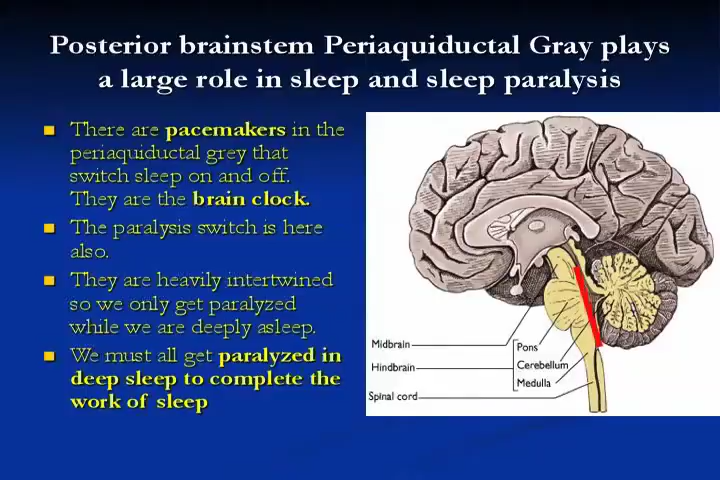 Posterior brainstem Periaquiductal Gray plays
a large role in sleep and sleep paralysis
There are pacemakers in the
periaquiductal grey that
switch sleep on and off.
They are the brain clock.
The paralysis switch is here
also.
They are heavily intertwined
so we only get paralyzed
while we are deeply asleep.
We must all get paralyzed in
deep sleep to complete the
work of sleep
Midbrain
Hindbrain
Pons
Cerebellum
Medulla
Spinal cord